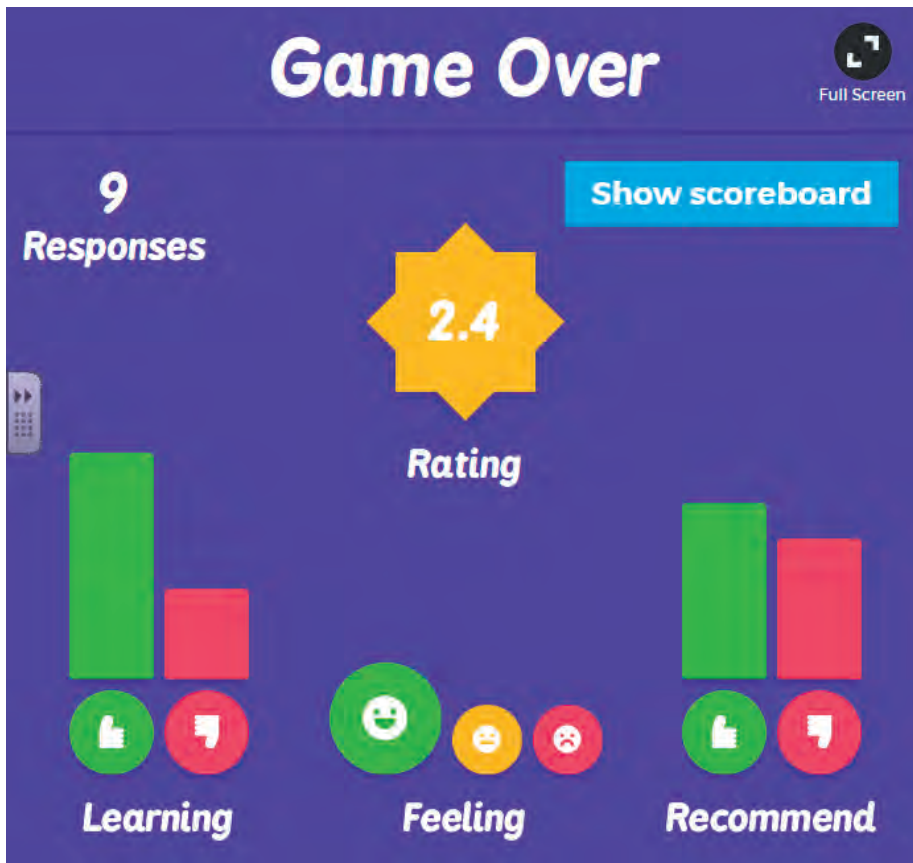 Game Over
Full Screen
9
Responses
Show scoreboard
2.4
Rating
Learning
Feeling
Recommend